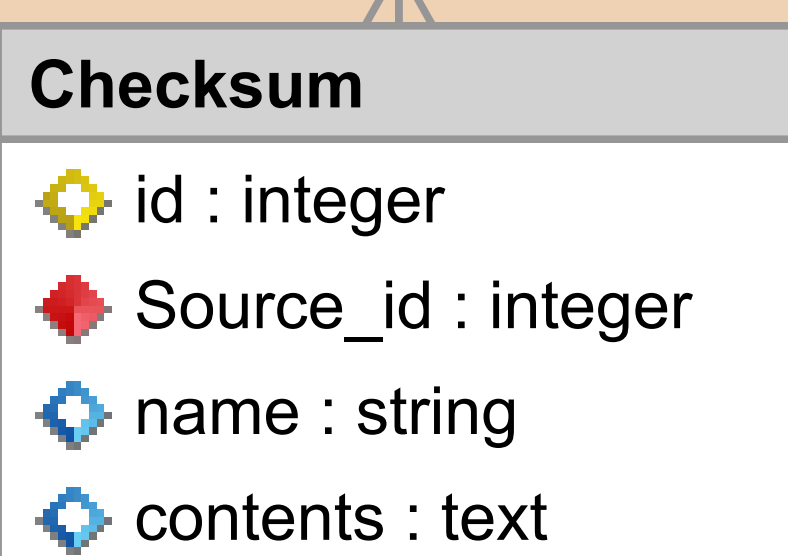 Checksum
id : integer
Source_id : integer
name : string
contents : text